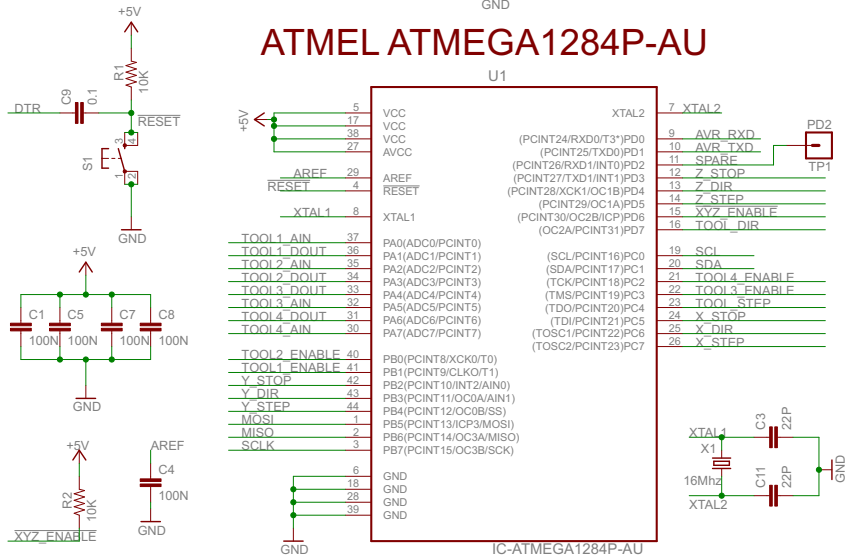 GND
ATMEL ATMEGA1284P-AU
U1
+5V
R1
10K
DTR
C9
0.1
RESET
S1
3
4
1
2
GND
+5V
5 VCC
17 VCC
38 VCC
27 AVCC
AREF 29 AREF
RESET 4 RESET
XTAL1 8 XTAL1
TOOL1_AIN 37 PA0(ADC0/PCINT0)
TOOL1_DOUT 36 PA1(ADC1/PCINT1)
TOOL2_AIN 35 PA2(ADC2/PCINT2)
TOOL2_DOUT 34 PA3(ADC3/PCINT3)
TOOL3_DOUT 33 PA4(ADC4/PCINT4)
TOOL3_AIN 32 PA5(ADC5/PCINT5)
TOOL4_DOUT 31 PA6(ADC6/PCINT6)
TOOL4_AIN 30 PA7(ADC7/PCINT7)
TOOL2_ENABLE 40 PB0(PCINT8/XCK0/T0)
TOOL1_ENABLE 41 PB1(PCINT9/CLKO/T1)
Y_STOP 42 PB2(PCINT10/INT2/AIN0)
Y_DIR 43 PB3(PCINT11/OC0A/AIN1)
Y_STEP 44 PB4(PCINT12/OC0B/SS)
MOSI 1 PB5(PCINT13/ICP3/MOSI)
MISO 2 PB6(PCINT14/OC3A/MISO)
SCLK 3 PB7(PCINT15/OC3B/SCK)
6 GND
18 GND
28 GND
39 GND
GND
XTAL2 7 XTAL2
(PCINT24/RXD0/T3*)PD0 9 AVR_RXD
(PCINT25/TXD0)PD1 10 AVR_TXD
(PCINT26/RXD1/INT0)PD2 11 SPARE
(PCINT27/TXD1/INT1)PD3 12 Z_STOP
(PCINT28/XCK1/OC1B)PD4 13 Z_DIR
(PCINT29/OC1A)PD5 14 Z_STEP
(PCINT30/OC2B/ICP)PD6 15 XYZ_ENABLE
(OC2A/PCINT31)PD7 16 TOOL_DIR
(SCL/PCINT16)PC0 19 SCL
(SDA/PCINT17)PC1 20 SDA
(TCK/PCINT18)PC2 21 TOOL4_ENABLE
(TMS/PCINT19)PC3 22 TOOL3_ENABLE
(TDO/PCINT20)PC4 23 TOOL_STEP
(TDI/PCINT21)PC5 24 X_STOP
(TOSC1/PCINT22)PC6 25 X_DIR
(TOSC2/PCINT23)PC7 26 X_STEP
IC-ATMEGA1284P-AU
PD2
TP1
+5V
C1 C5 C7 C8
100N 100N 100N 100N
GND
+5V
R2
10K
XYZ_ENABLE
AREF
C4
100N
GND
XTAL1
X1
16Mhz
XTAL2
C3
22P
C11
22P
GND